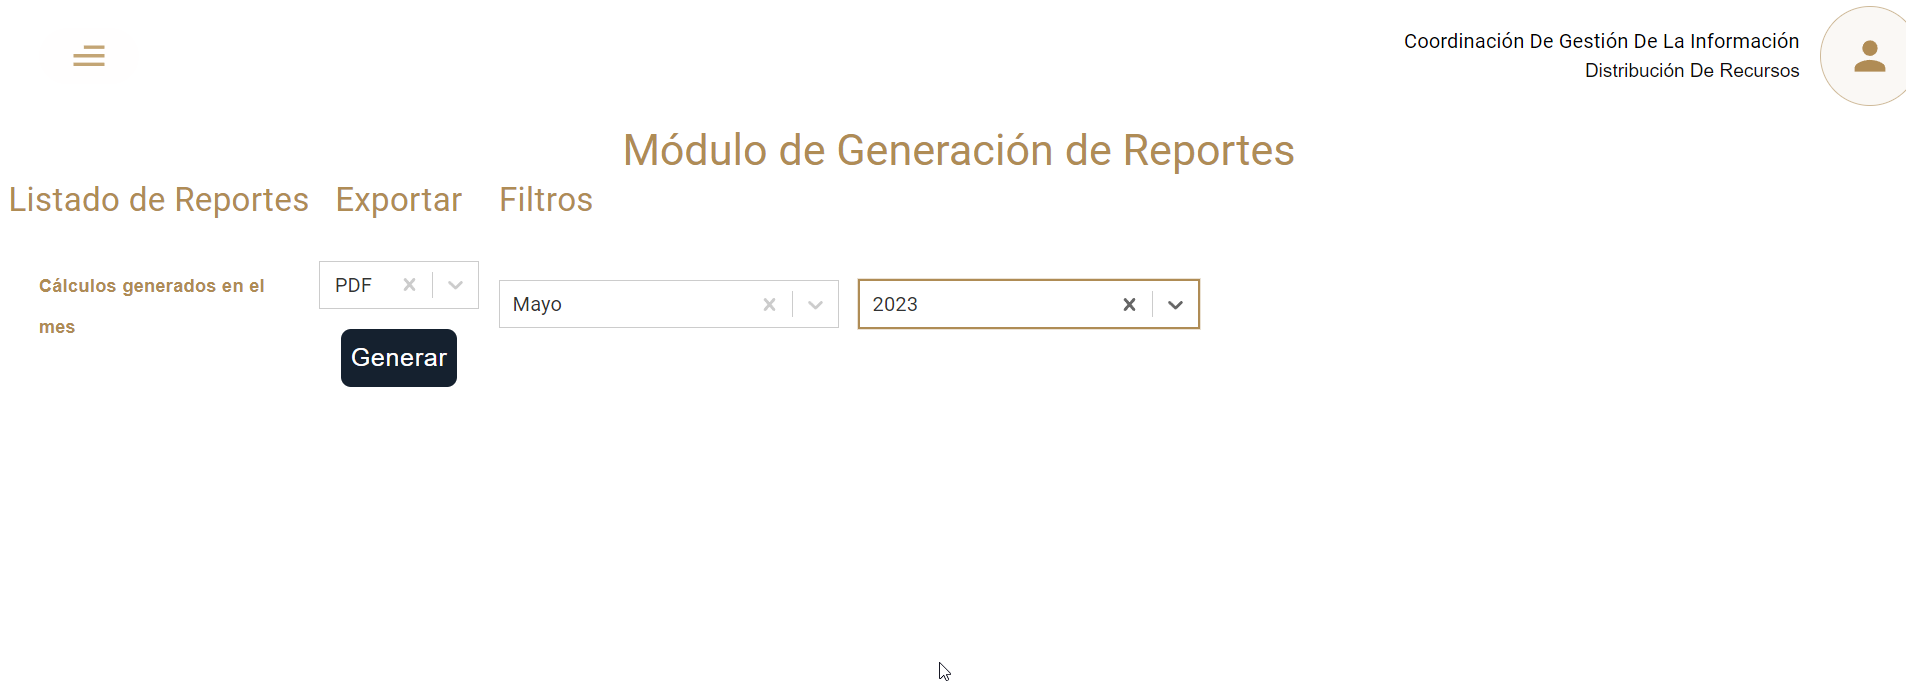 Coordinación De Gestión De La Información
Distribución De Recursos
Módulo de Generación de Reportes
Listado de Reportes Exportar Filtros
Cálculos generados en el
mes
PDF
Mayo
2023
Generar